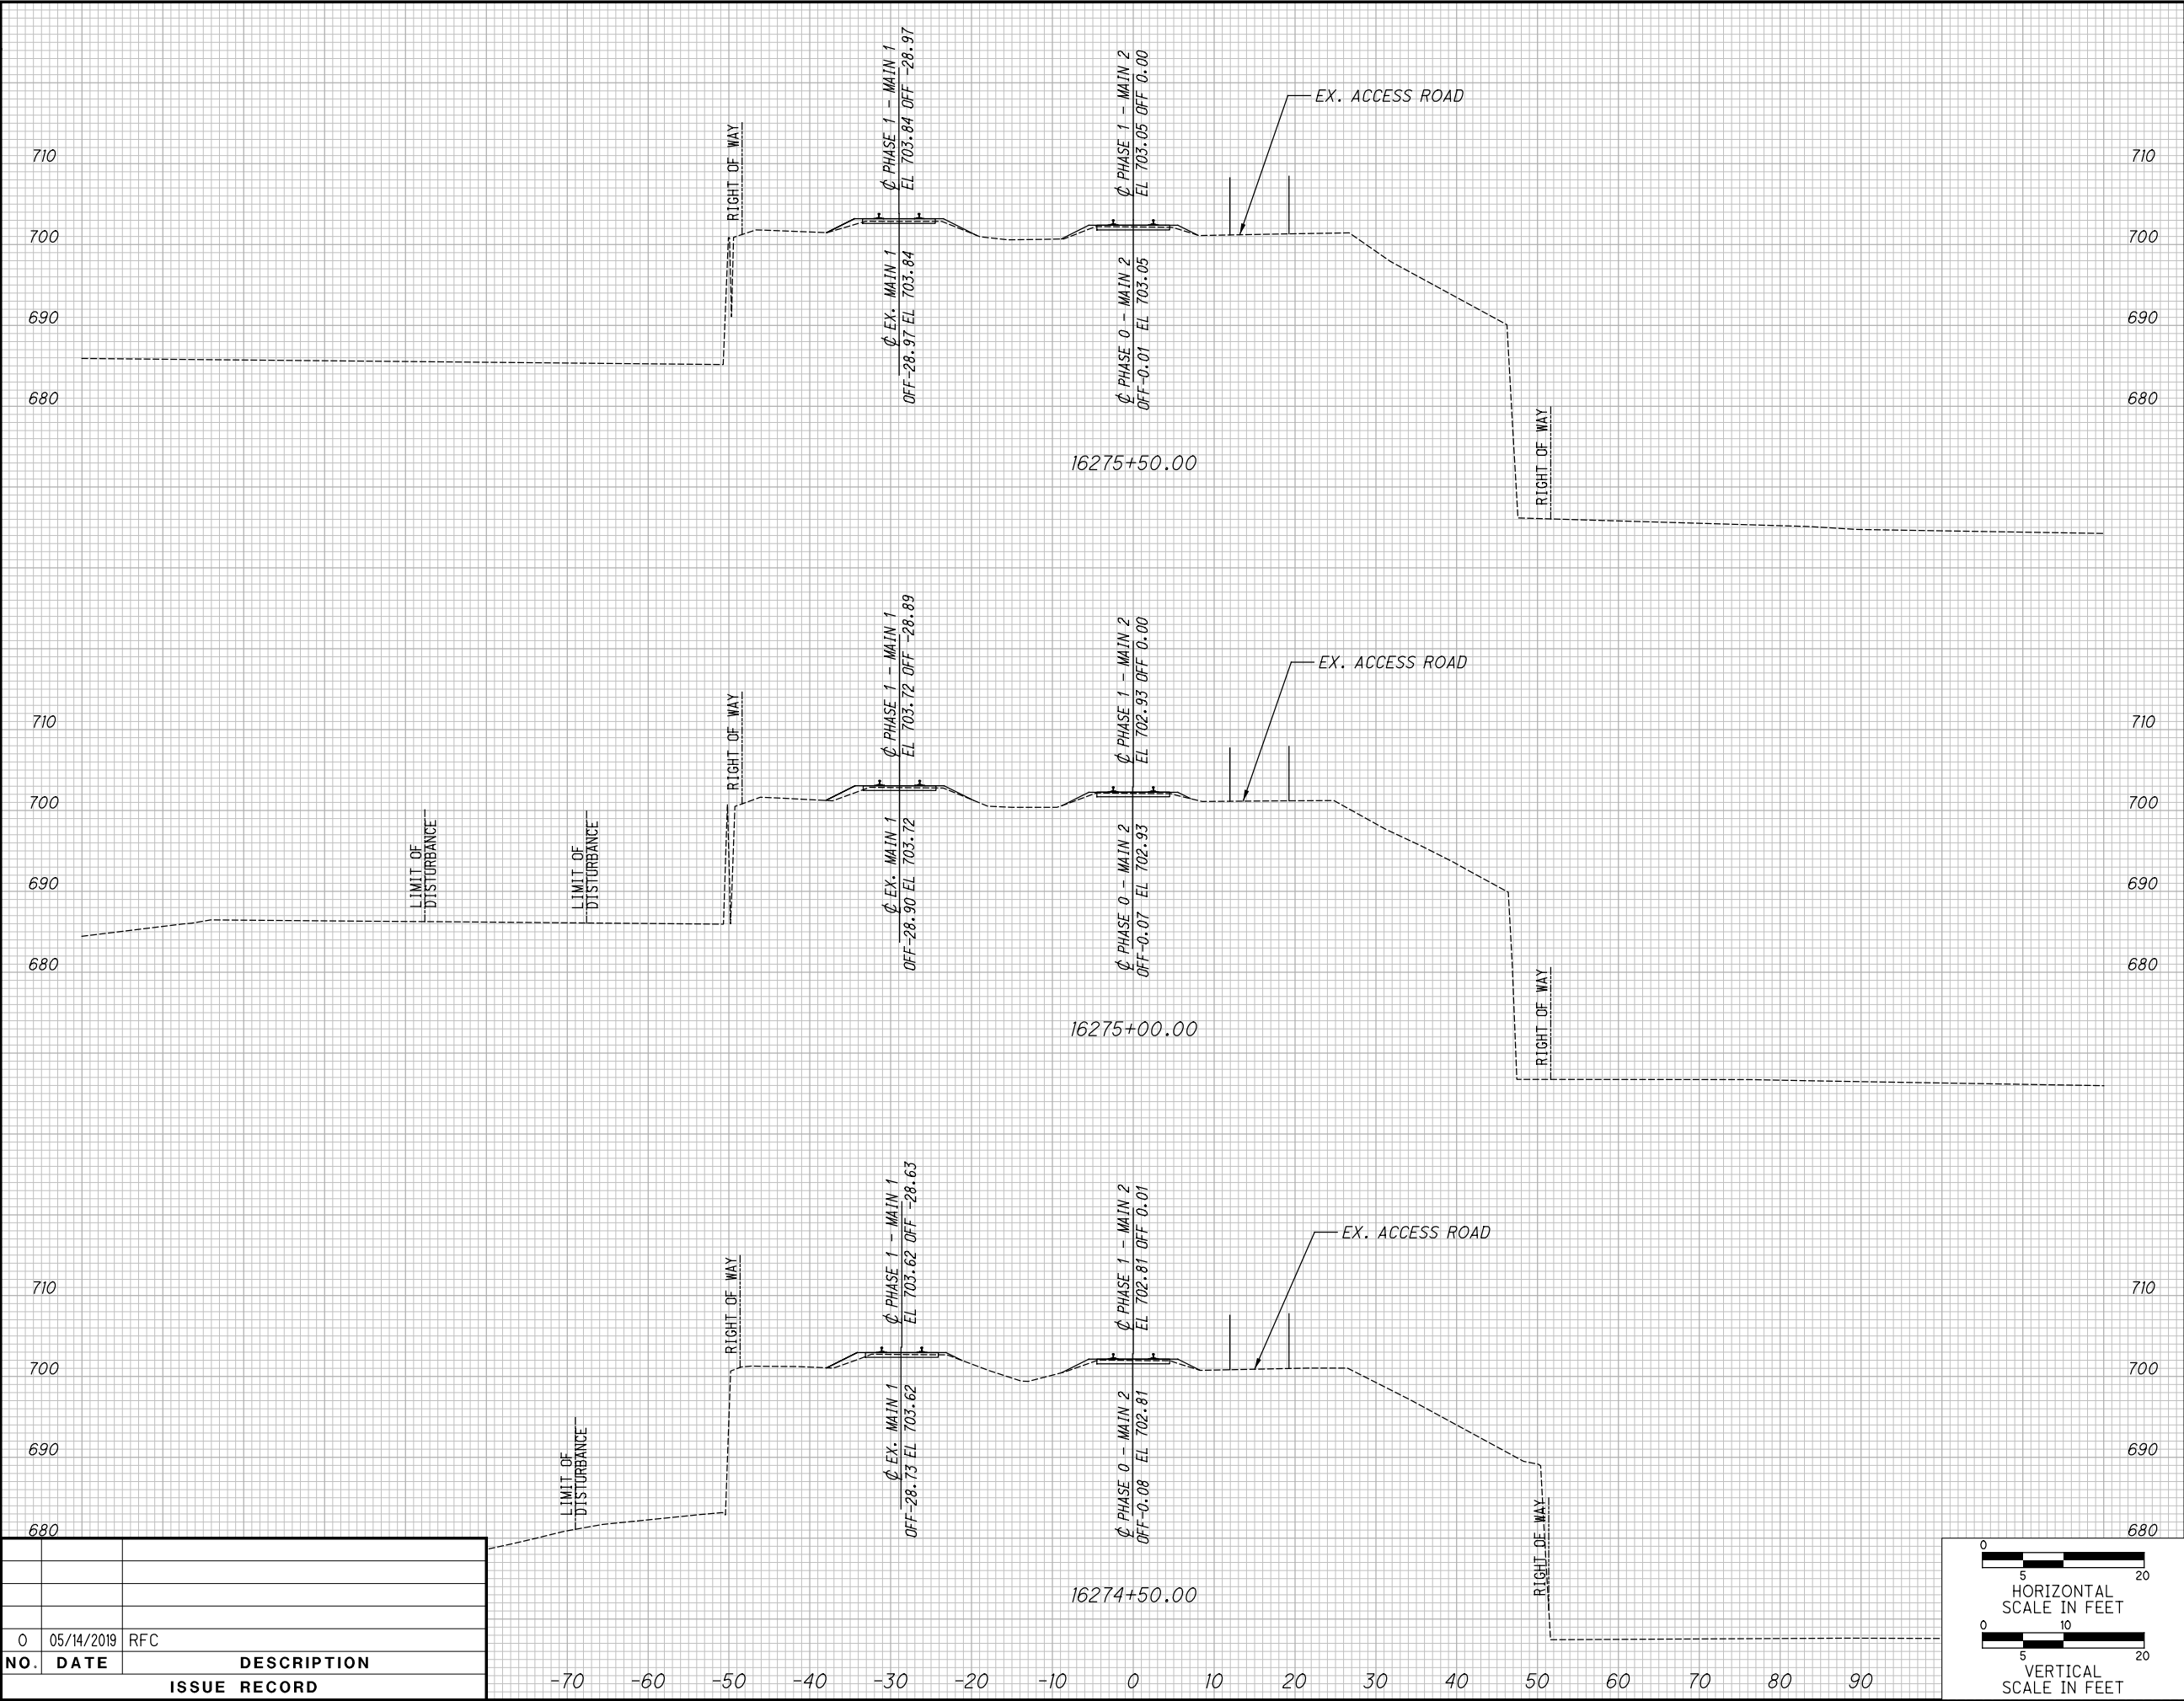 ℄ PHASE 1 - MAIN 1
EL 703.84 OFF -28.97
℄ PHASE 1 - MAIN 2
EL 703.05 OFF 0.00
EX. ACCESS ROAD
RIGHT OF WAY
710
710
700
700
℄ EX. MAIN 1
OFF-28.97 EL 703.84
℄ PHASE 0 - MAIN 2
OFF-0.01 EL 703.05
690
690
680
680
RIGHT OF WAY
16275+50.00
℄ PHASE 1 - MAIN 1
EL 703.72 OFF -28.89
℄ PHASE 1 - MAIN 2
EL 702.93 OFF 0.00
EX. ACCESS ROAD
RIGHT OF WAY
710
710
700
700
LIMIT OF
DISTURBANCE
LIMIT OF
DISTURBANCE
℄ EX. MAIN 1
OFF-28.90 EL 703.72
℄ PHASE 0 - MAIN 2
OFF-0.07 EL 702.93
690
690
680
680
RIGHT OF WAY
16275+00.00
℄ PHASE 1 - MAIN 1
EL 703.62 OFF -28.63
℄ PHASE 1 - MAIN 2
EL 702.81 OFF 0.01
EX. ACCESS ROAD
RIGHT OF WAY
710
710
700
700
℄ EX. MAIN 1
OFF-28.73 EL 703.62
℄ PHASE 0 - MAIN 2
OFF-0.08 EL 702.81
690
690
LIMIT OF
DISTURBANCE
680
680
RIGHT OF WAY
16274+50.00
0 05/14/2019 RFC
NO. DATE DESCRIPTION
ISSUE RECORD
-70 -60 -50 -40 -30 -20 -10 0 10 20 30 40 50 60 70 80 90
0
5 20
HORIZONTAL
SCALE IN FEET
0 10
5 20
VERTICAL
SCALE IN FEET